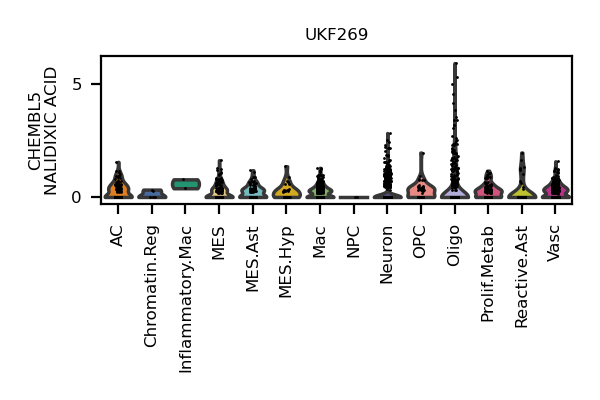 UKF269
CHEMBL5
NALIDIXIC ACID
5
0
AC
Chromatin.Reg
Inflammatory.Mac
MES
MES.Ast
MES.Hyp
Mac
NPC
Neuron
OPC
Oligo
Prolif.Metab
Reactive.Ast
Vasc